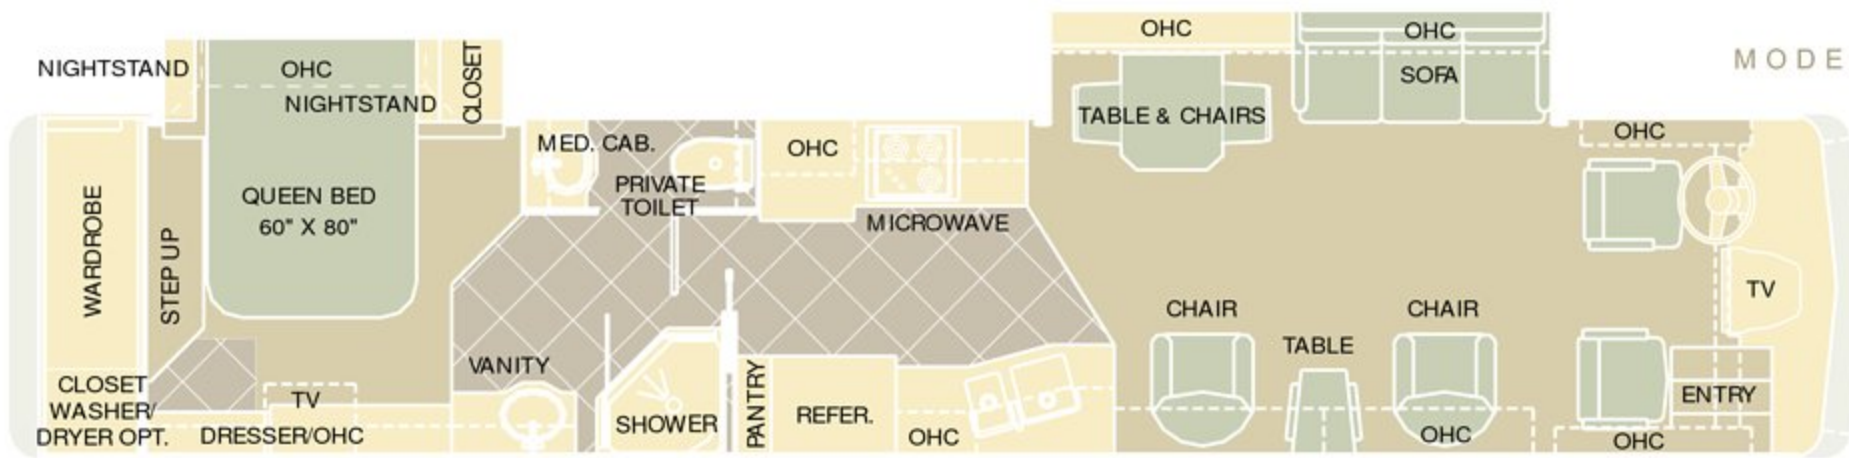 OHC
OHC
MODE
NIGHTSTAND
OHC
NIGHTSTAND
CLOSET
SOFA
TABLE & CHAIRS
OHC
MED. CAB.
OHC
PRIVATE
TOILET
MICROWAVE
QUEEN BED
60" X 80"
WARDROBE
STEP UP
TV
CHAIR
CHAIR
TABLE
VANITY
CLOSET
WASHER/
DRYER OPT.
TV
DRESSER/OHC
SHOWER
PANTRY
REFER.
OHC
OHC
ENTRY
OHC